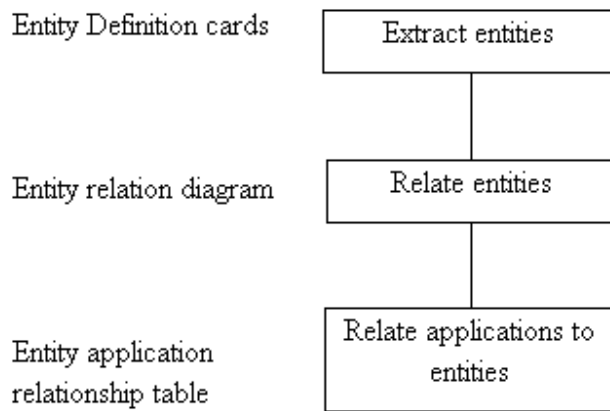 Entity Definition cards
Extract entities
Entity relation diagram
Relate entities
Entity application
relationship table
Relate applications to
entities